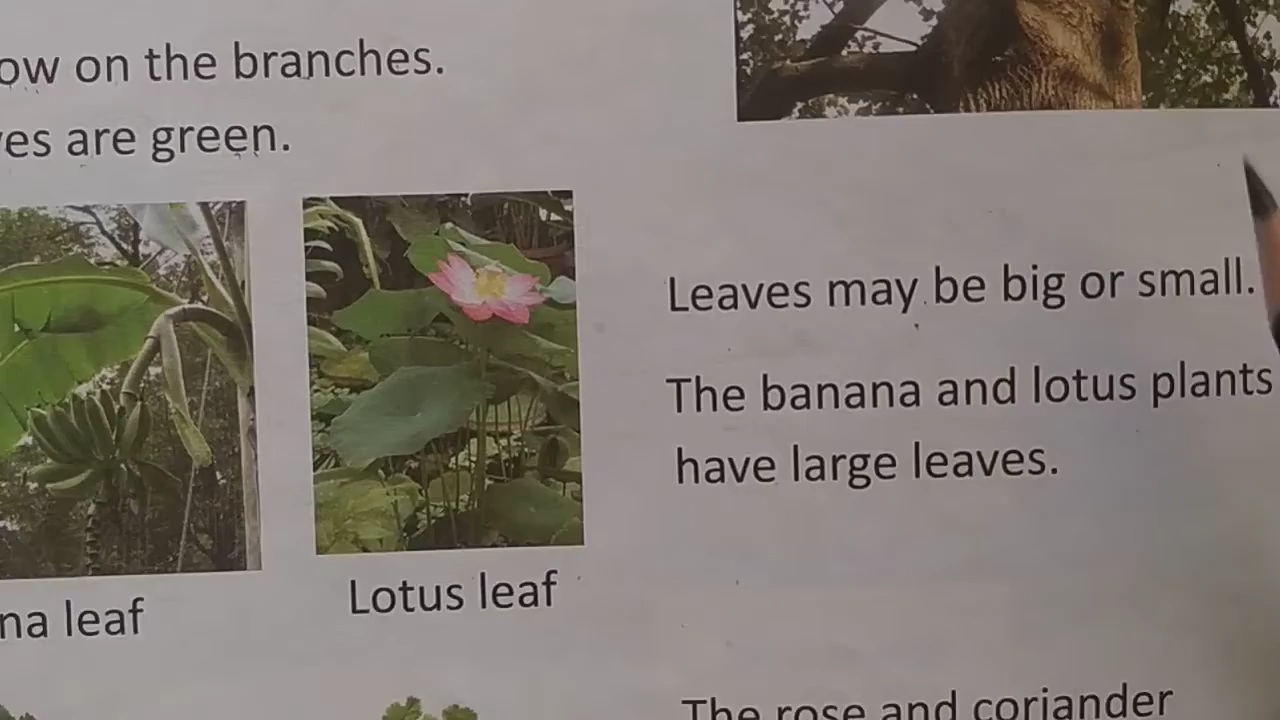 ow on the branches.
ves are green.
Leaves may be big or small.
The banana and lotus plants
have large leaves.
na leaf
Lotus leaf
The rose and coriander